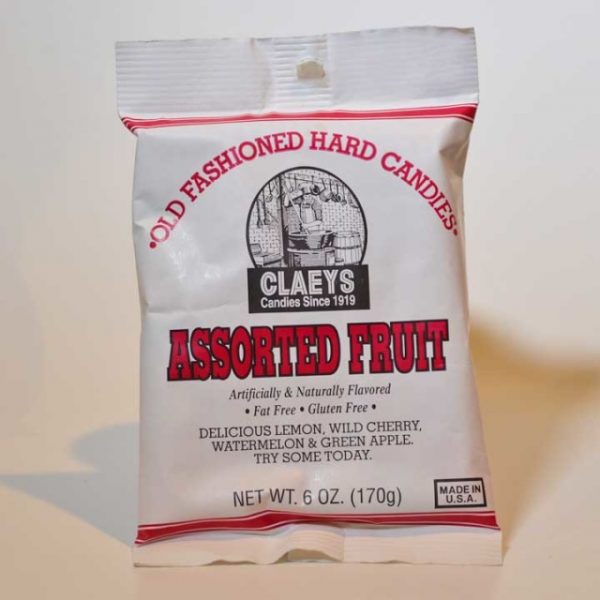 •OLD FASHIONED HARD CANDIES•
CLAEYS
Candies Since 1919
ASSORTED FRUIT
Artificially & Naturally Flavored
• Fat Free • Gluten Free •
DELICIOUS LEMON, WILD CHERRY,
WATERMELON & GREEN APPLE.
TRY SOME TODAY.
NET WT. 6 OZ. (170g)
MADE IN
U.S.A.